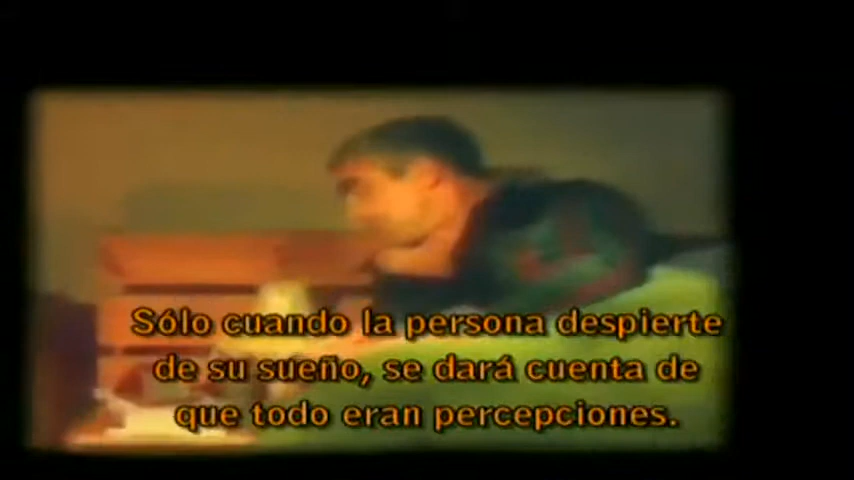 Sólo cuando la persona despierte
de su sueño, se dará cuenta de
que todo eran percepciones.